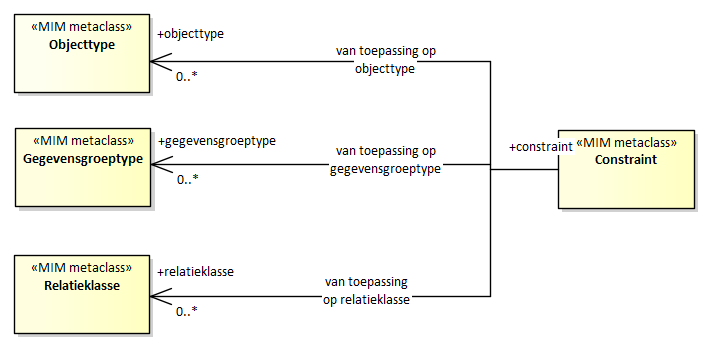 «MIM metaclass»
Objecttype
+objecttype
0..*
van toepassing op
objecttype
«MIM metaclass»
Gegevensgroeptype
+gegevensgroeptype
0..*
van toepassing op
gegevensgroeptype
+constraint
«MIM metaclass»
Constraint
«MIM metaclass»
Relatieklasse
+relatieklasse
0..*
van toepassing
op relatieklasse